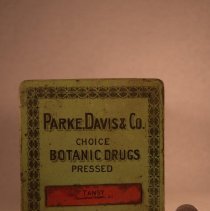 PARKE, DAVIS & CO.
CHOICE
BOTANIC DRUGS
PRESSED
TANSY